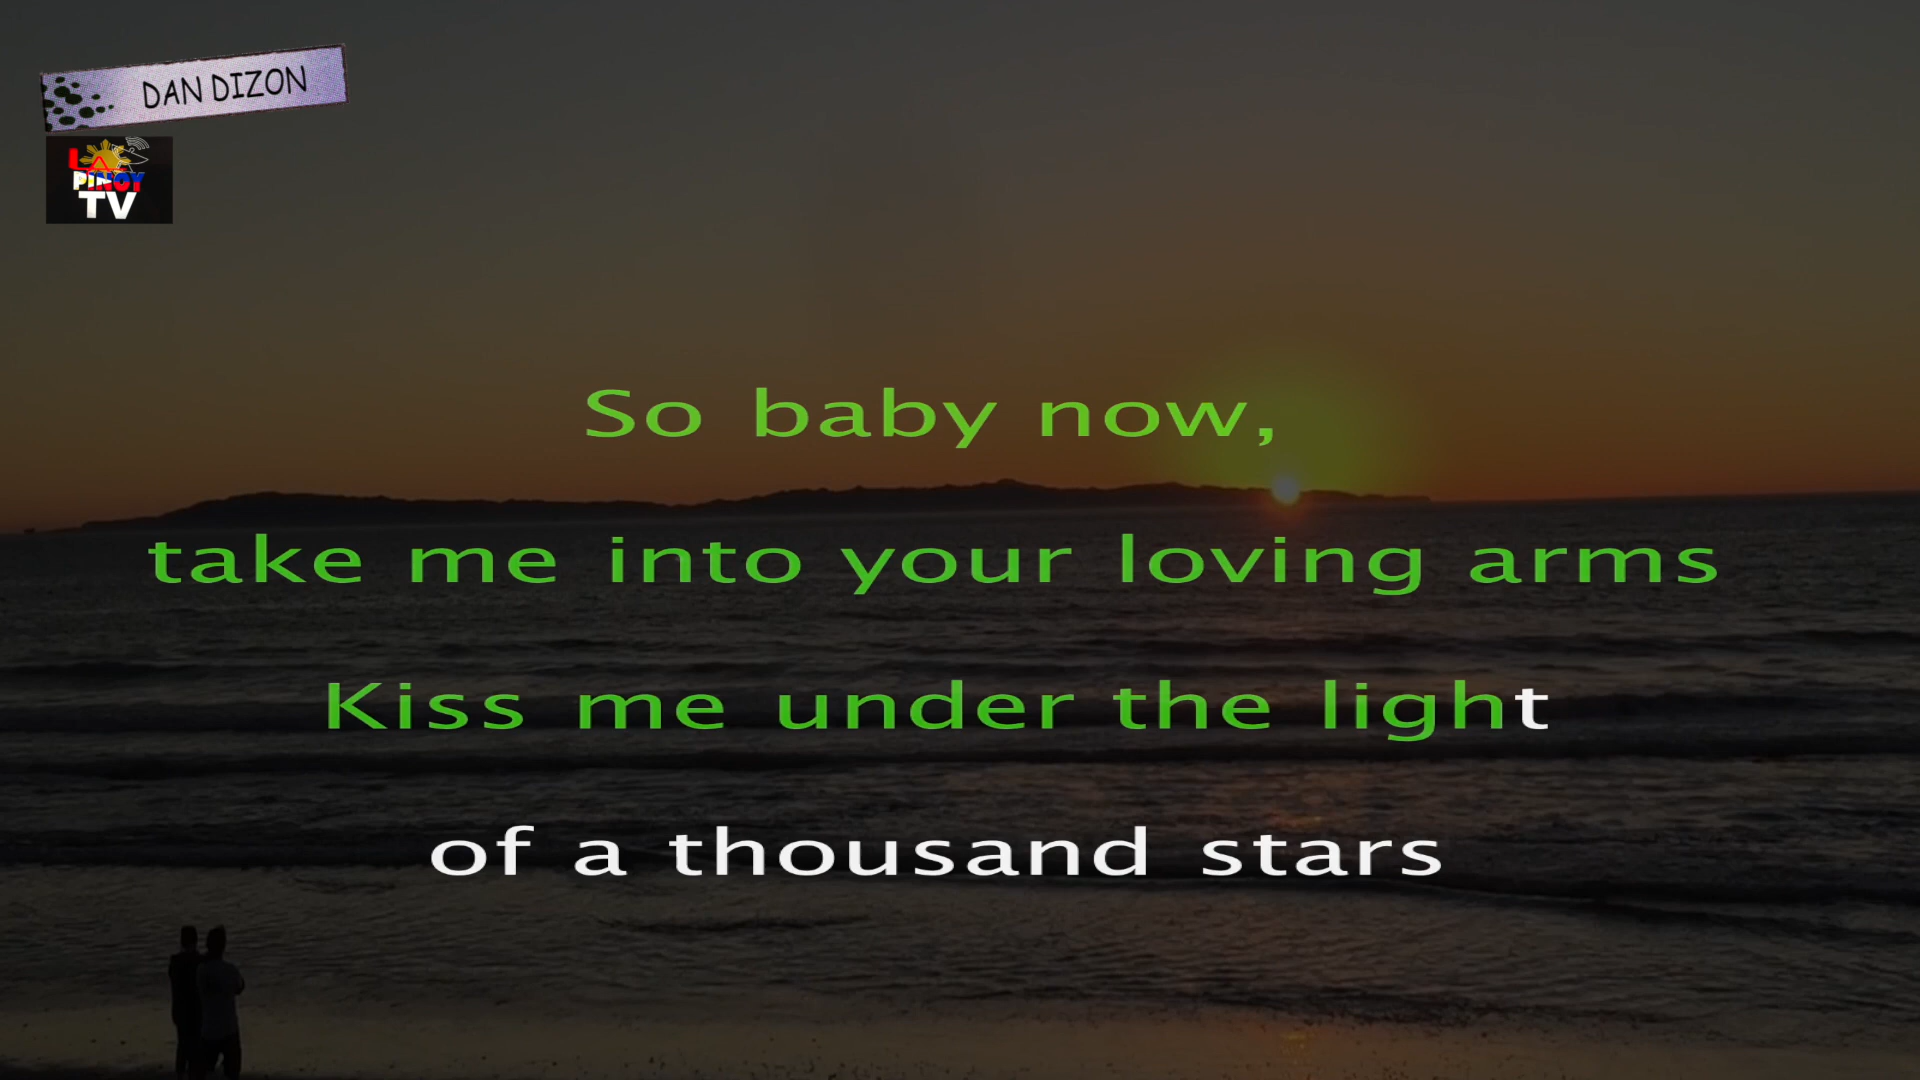 DAN DIZON
LA
PINOY
TV
So baby now,
take me into your loving arms
Kiss me under the light
of a thousand stars